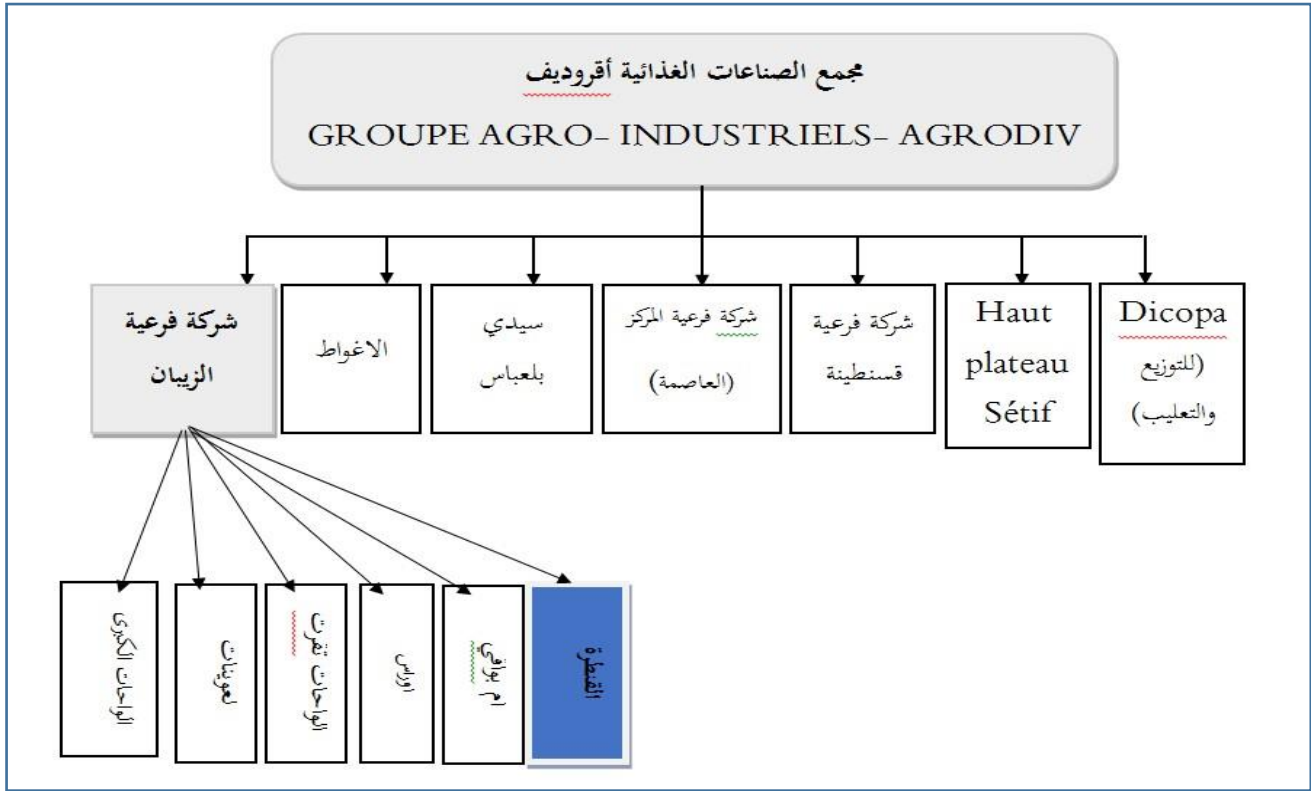 مجمع الصناعات الغذائية أقروديف
GROUPE AGRO- INDUSTRIELS- AGRODIV
Dicopa
(للتوزيع
والتعليب)
Haut
plateau
Sétif
شركة فرعية
قسنطينة
شركة فرعية المركز
(العاصمة)
سيدي
بلعباس
الاغواط
شركة فرعية
الزيبان
القنطرة
ام بواقي
اوراس
الواحات تقرت
لعوينات
الواحات الكبرى